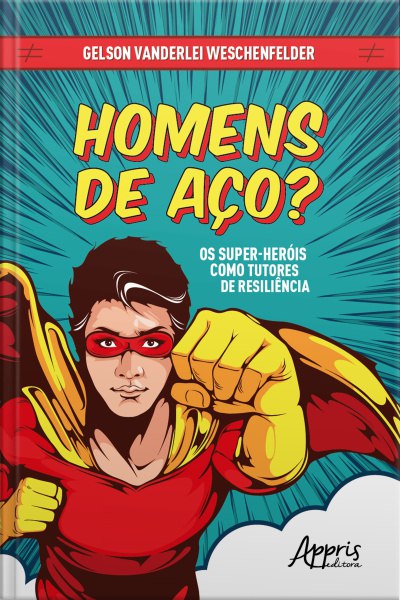 GELSON VANDERLEI WESCHENFELDER
HOMENS
DE AÇO?
OS SUPER-HERÓIS
COMO TUTORES
DE RESILIÊNCIA
Appris
editora